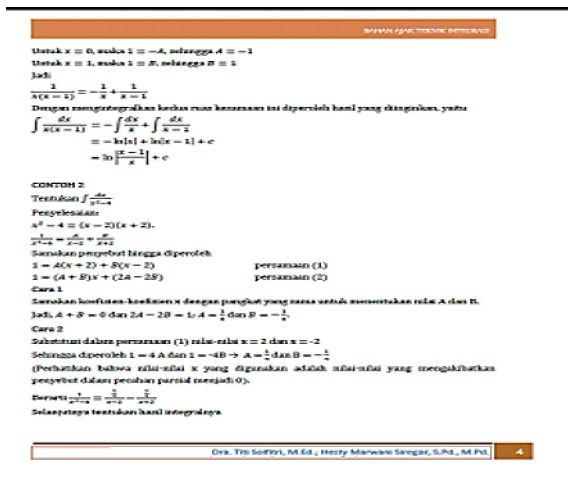 BAHAN AJAR TEKNIK INTEGRASI
Untuk x = 0, maka 1 = −A, sehingga A = −1
Untuk x = 1, maka 1 = B, sehingga B = 1
Jadi
1/(x(x − 1)) = −1/x + 1/(x − 1)
Dengan mengintegralkan kedua ruas kesamaan ini diperoleh hasil yang diinginkan, yaitu
∫ dx/(x(x − 1)) = −∫ dx/x + ∫ dx/(x − 1)
= −ln|x| + ln|x − 1| + c
= ln |(x − 1)/x| + c
CONTOH 2
Tentukan ∫ dx/(x²−4)
Penyelesaian:
x² − 4 = (x − 2)(x + 2).
1/(x²−4) = A/(x−2) + B/(x+2)
Samakan penyebut hingga diperoleh
1 = A(x + 2) + B(x − 2) persamaan (1)
1 = (A + B)x + (2A − 2B) persamaan (2)
Cara 1
Samakan koefisien-koefisien x dengan pangkat yang sama untuk menentukan nilai A dan B.
Jadi, A + B = 0 dan 2A − 2B = 1; A = 1/4 dan B = −1/4.
Cara 2
Substitusi dalam persamaan (1) nilai-nilai x = 2 dan x = -2
Sehingga diperoleh 1 = 4 A dan 1 = -4B → A = 1/4 dan B = −1/4
(Perhatikan bahwa nilai-nilai x yang digunakan adalah nilai-nilai yang mengakibatkan
penyebut dalam pecahan parsial menjadi 0).
Berarti 1/(x²−4) = (1/4)/(x−2) − (1/4)/(x+2)
Selanjutnya tentukan hasil integralnya
Dra. Titi Solfitri, M.Ed.; Hesty Marwani Siregar, S.Pd., M.Pd. 4